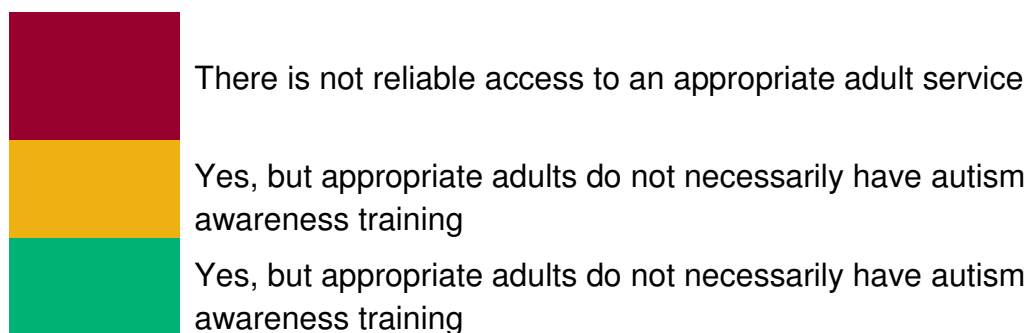 There is not reliable access to an appropriate adult service
Yes, but appropriate adults do not necessarily have autism
awareness training
Yes, but appropriate adults do not necessarily have autism
awareness training